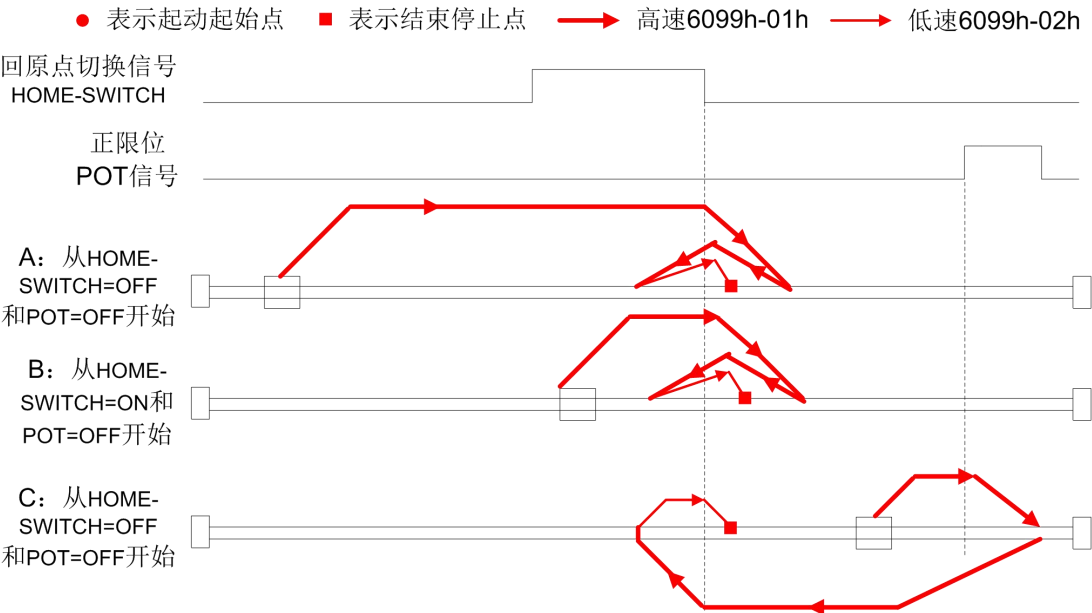 表示起动起始点 表示结束停止点 高速6099h-01h 低速6099h-02h
回原点切换信号
HOME-SWITCH
正限位
POT信号
A：从HOME-
SWITCH=OFF
和POT=OFF开始
B：从HOME-
SWITCH=ON和
POT=OFF开始
C：从HOME-
SWITCH=OFF
和POT=OFF开始